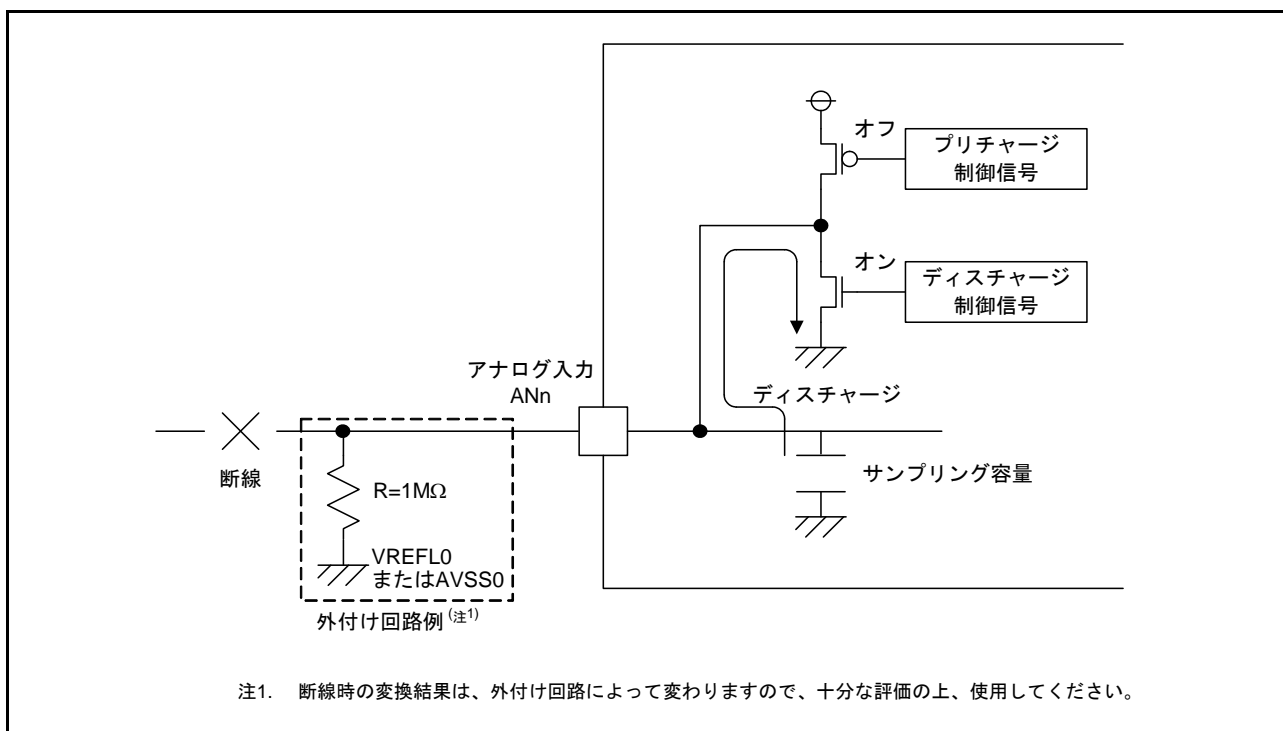 オフ
プリチャージ
制御信号
オン
ディスチャージ
制御信号
アナログ入力
ANn
ディスチャージ
断線
R=1MΩ
サンプリング容量
VREFL0
またはAVSS0
外付け回路例(注1)
注1. 断線時の変換結果は、外付け回路によって変わりますので、十分な評価の上、使用してください。